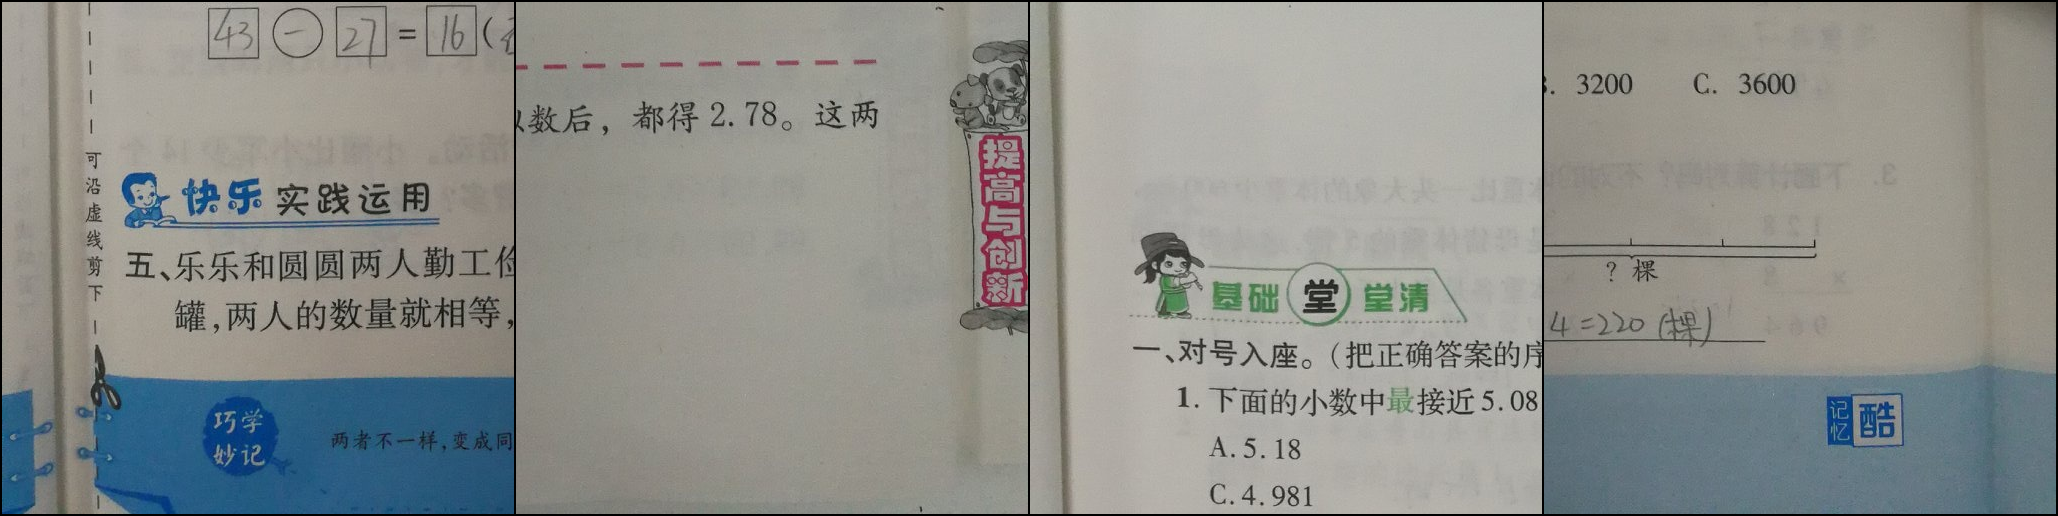 43 － 27 = 16 (
可沿虚线剪下
快乐 实践运用
五、乐乐和圆圆两人勤工俭
罐,两人的数量就相等,
巧学
妙记
两者不一样,变成同
数后，都得 2.78。这两
提高与创新
基础 堂 堂清
一、对号入座。(把正确答案的序
1. 下面的小数中最接近 5.08
A. 5.18
C. 4.981
B. 3200 C. 3600
? 棵
4=220 (棵)
记忆 酷